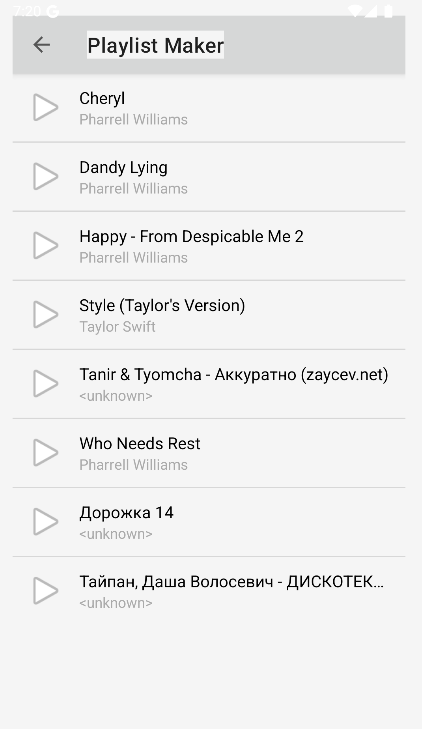 7:20 G
Playlist Maker
Cheryl
Pharrell Williams
Dandy Lying
Pharrell Williams
Happy - From Despicable Me 2
Pharrell Williams
Style (Taylor's Version)
Taylor Swift
Tanir & Tyomcha - Аккуратно (zaycev.net)
<unknown>
Who Needs Rest
Pharrell Williams
Дорожка 14
<unknown>
Тайпан, Даша Волосевич - ДИСКОТЕК...
<unknown>